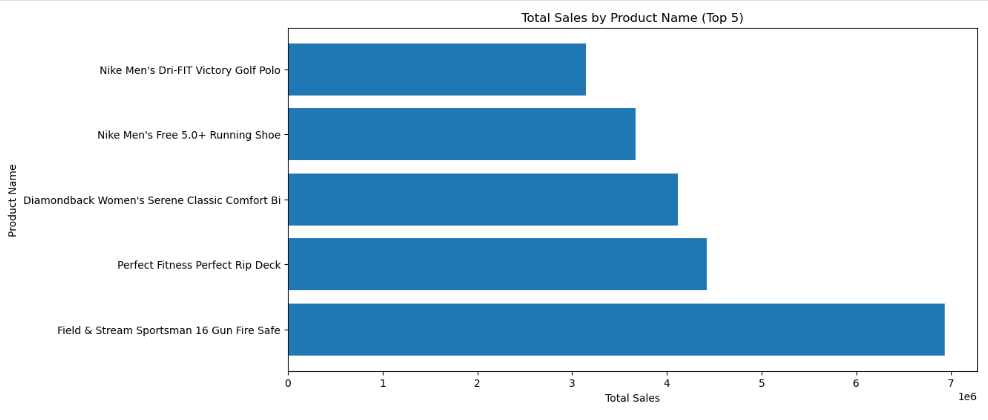 Total Sales by Product Name (Top 5)
Product Name
Nike Men's Dri-FIT Victory Golf Polo
Nike Men's Free 5.0+ Running Shoe
Diamondback Women's Serene Classic Comfort Bi
Perfect Fitness Perfect Rip Deck
Field & Stream Sportsman 16 Gun Fire Safe
0 1 2 3 4 5 6 7
1e6
Total Sales